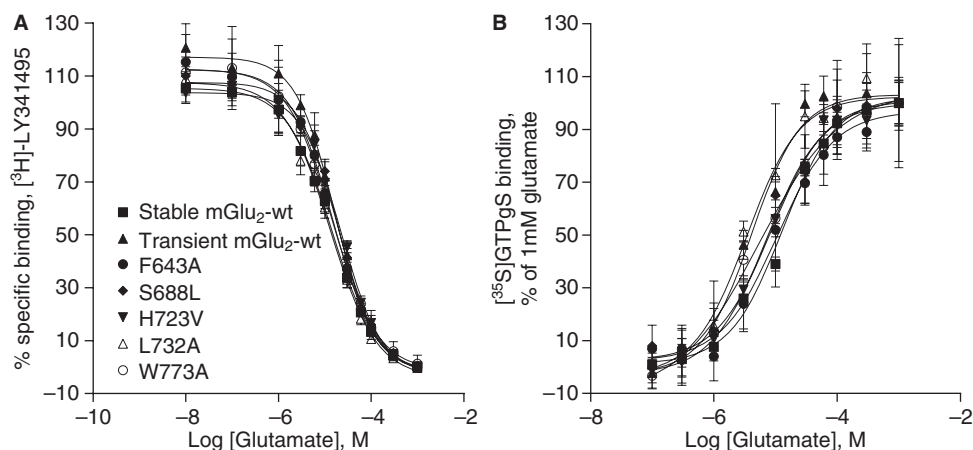 A
% specific binding, [³H]-LY341495
130
110
90
70
50
30
10
−10
Stable mGlu₂-wt
Transient mGlu₂-wt
F643A
S688L
H723V
L732A
W773A
−10
−8
−6
−4
−2
Log [Glutamate], M
B
[³⁵S]GTPgS binding,
% of 1mM glutamate
130
110
90
70
50
30
10
−10
−8
−6
−4
−2
Log [Glutamate], M